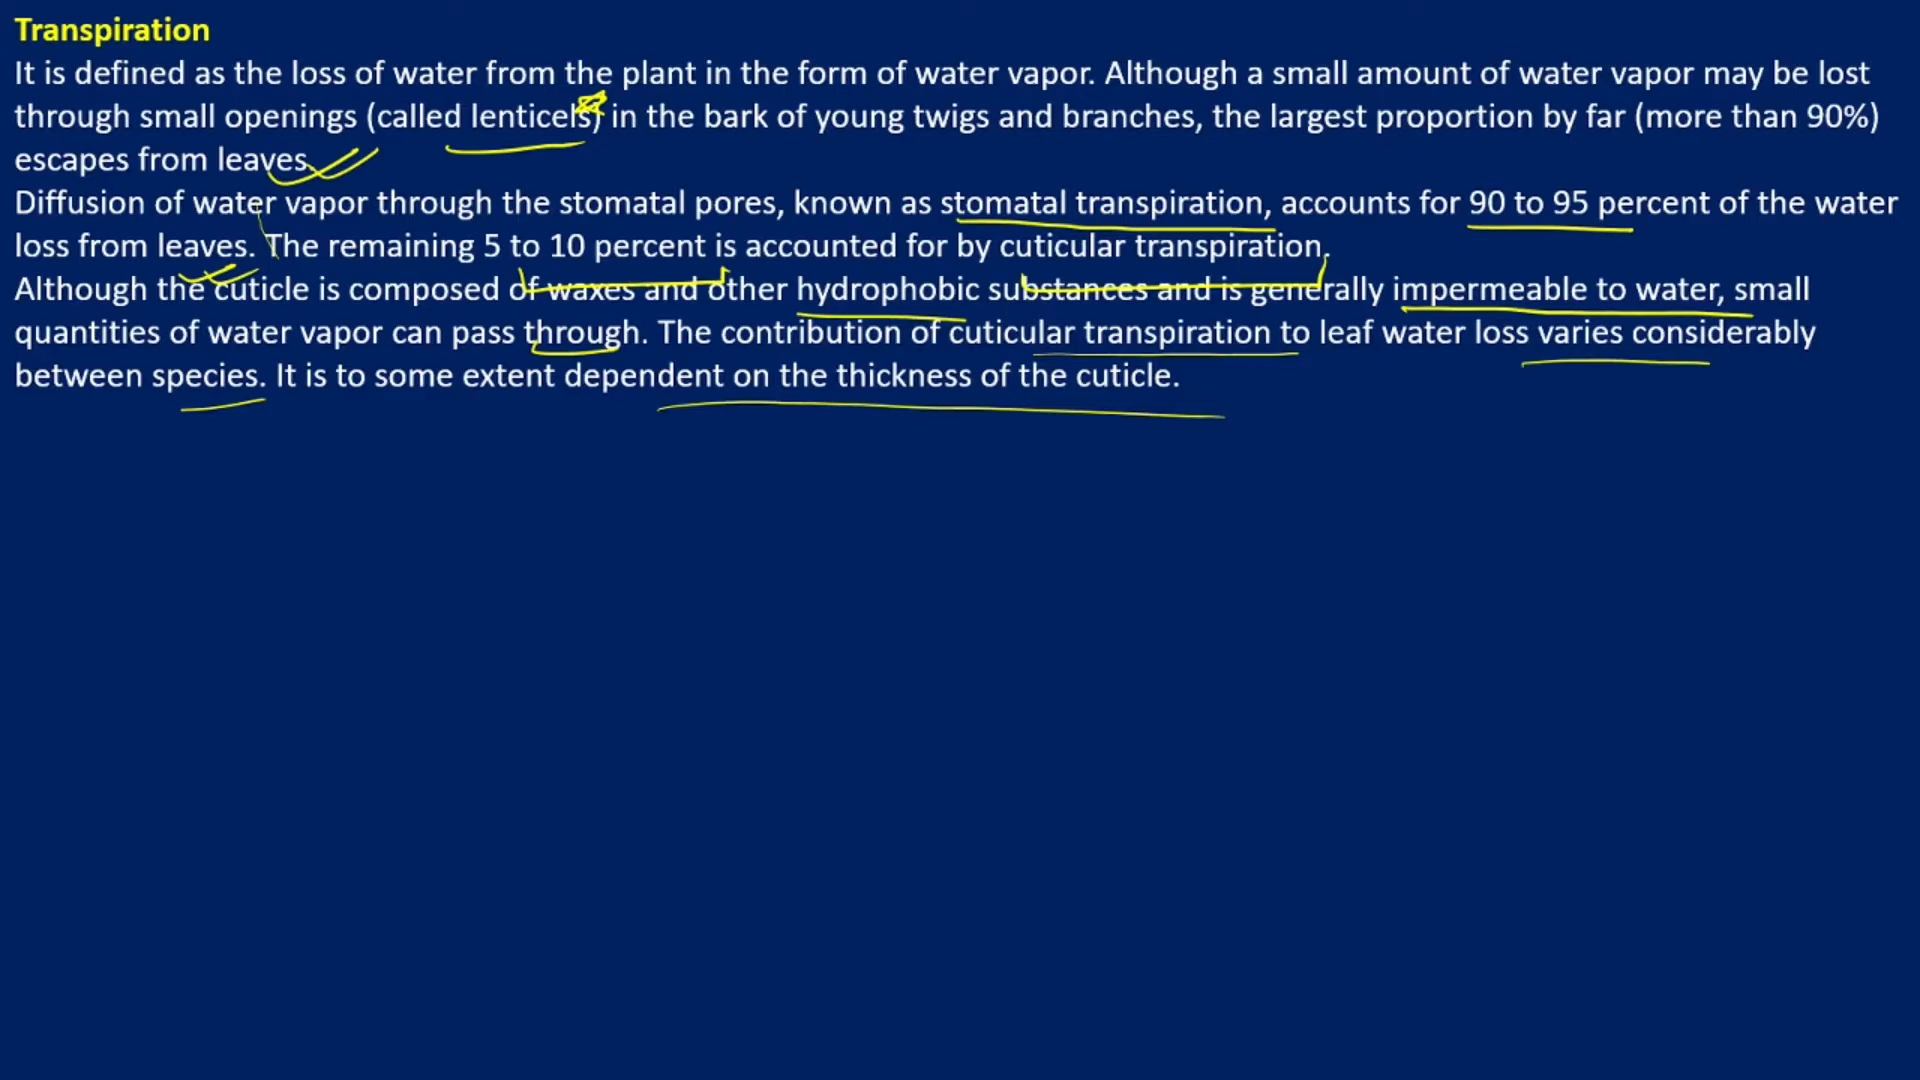 Transpiration
It is defined as the loss of water from the plant in the form of water vapor. Although a small amount of water vapor may be lost
through small openings (called lenticels) in the bark of young twigs and branches, the largest proportion by far (more than 90%)
escapes from leaves.
Diffusion of water vapor through the stomatal pores, known as stomatal transpiration, accounts for 90 to 95 percent of the water
loss from leaves. The remaining 5 to 10 percent is accounted for by cuticular transpiration.
Although the cuticle is composed of waxes and other hydrophobic substances and is generally impermeable to water, small
quantities of water vapor can pass through. The contribution of cuticular transpiration to leaf water loss varies considerably
between species. It is to some extent dependent on the thickness of the cuticle.